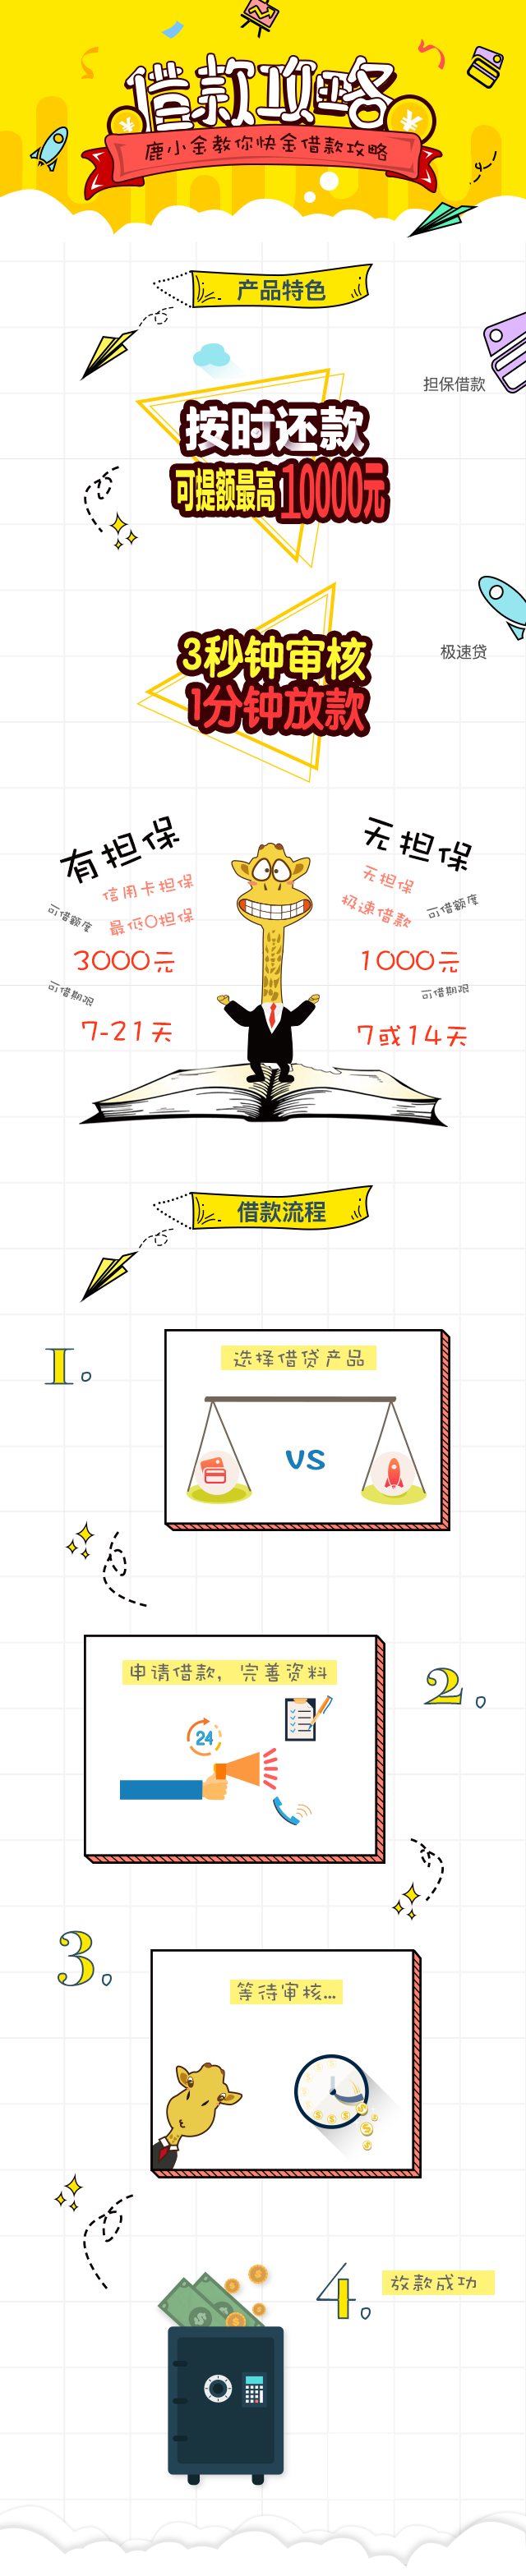 借款攻略
鹿小金教你快金借款攻略
产品特色
担保借款
按时还款
可提额最高10000元
极速贷
3秒钟审核
1分钟放款
有担保
信用卡担保
最低0担保
可借额度
3000元
可借期限
7-21天
无担保
无担保
极速借款
可借额度
1000元
可借期限
7或14天
借款流程
1。
选择借贷产品
VS
2。
申请借款，完善资料
24
3。
等待审核...
4。
放款成功